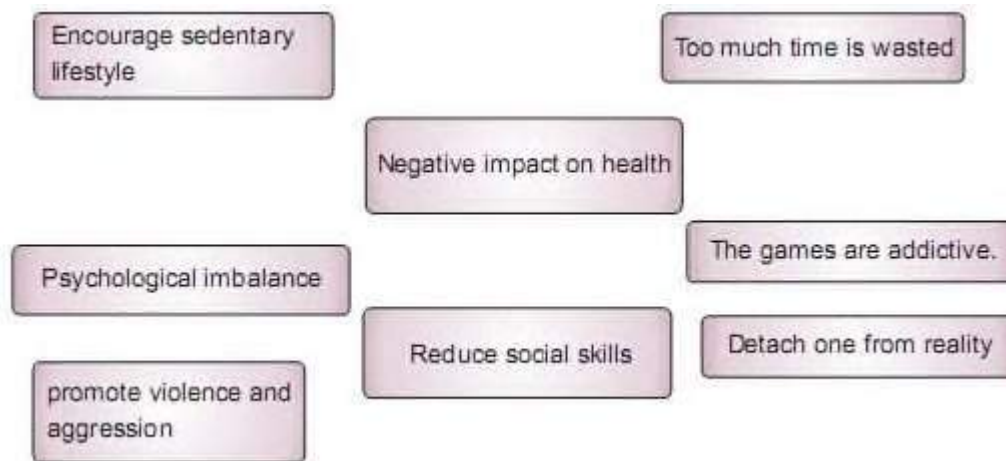 Encourage sedentary
lifestyle
Too much time is wasted
Negative impact on health
The games are addictive.
Psychological imbalance
Reduce social skills
Detach one from reality
promote violence and
aggression